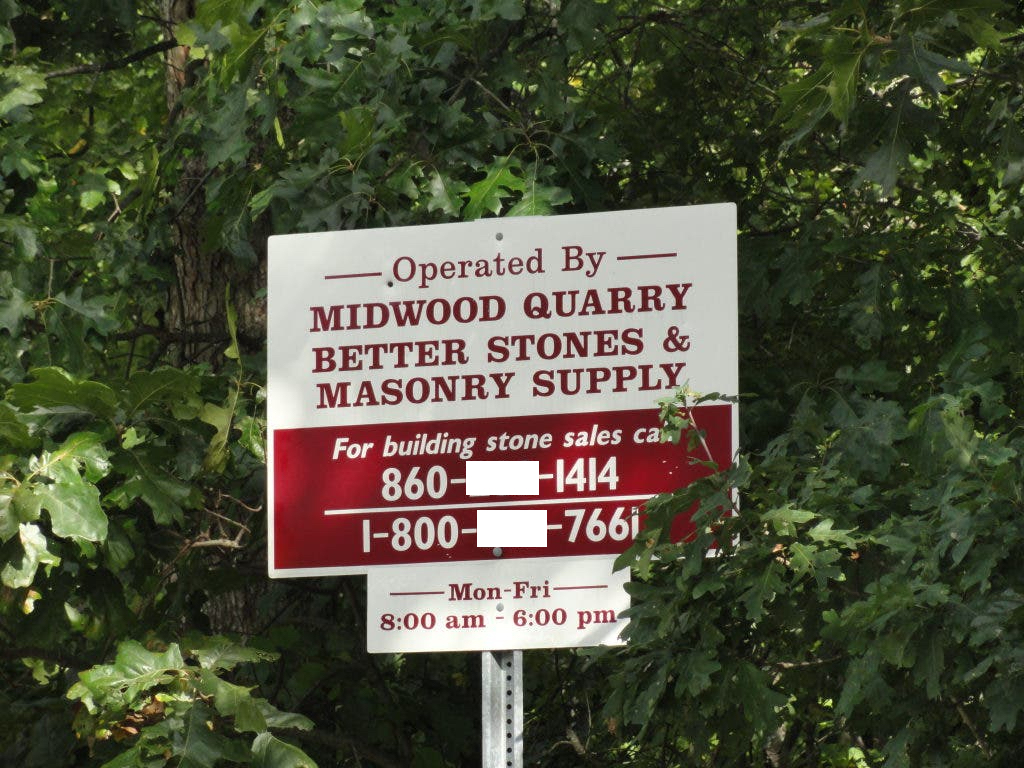 Operated By
MIDWOOD QUARRY
BETTER STONES &
MASONRY SUPPLY
For building stone sales
860- -1414
1-800- -7661
Mon-Fri
8:00 am - 6:00 pm